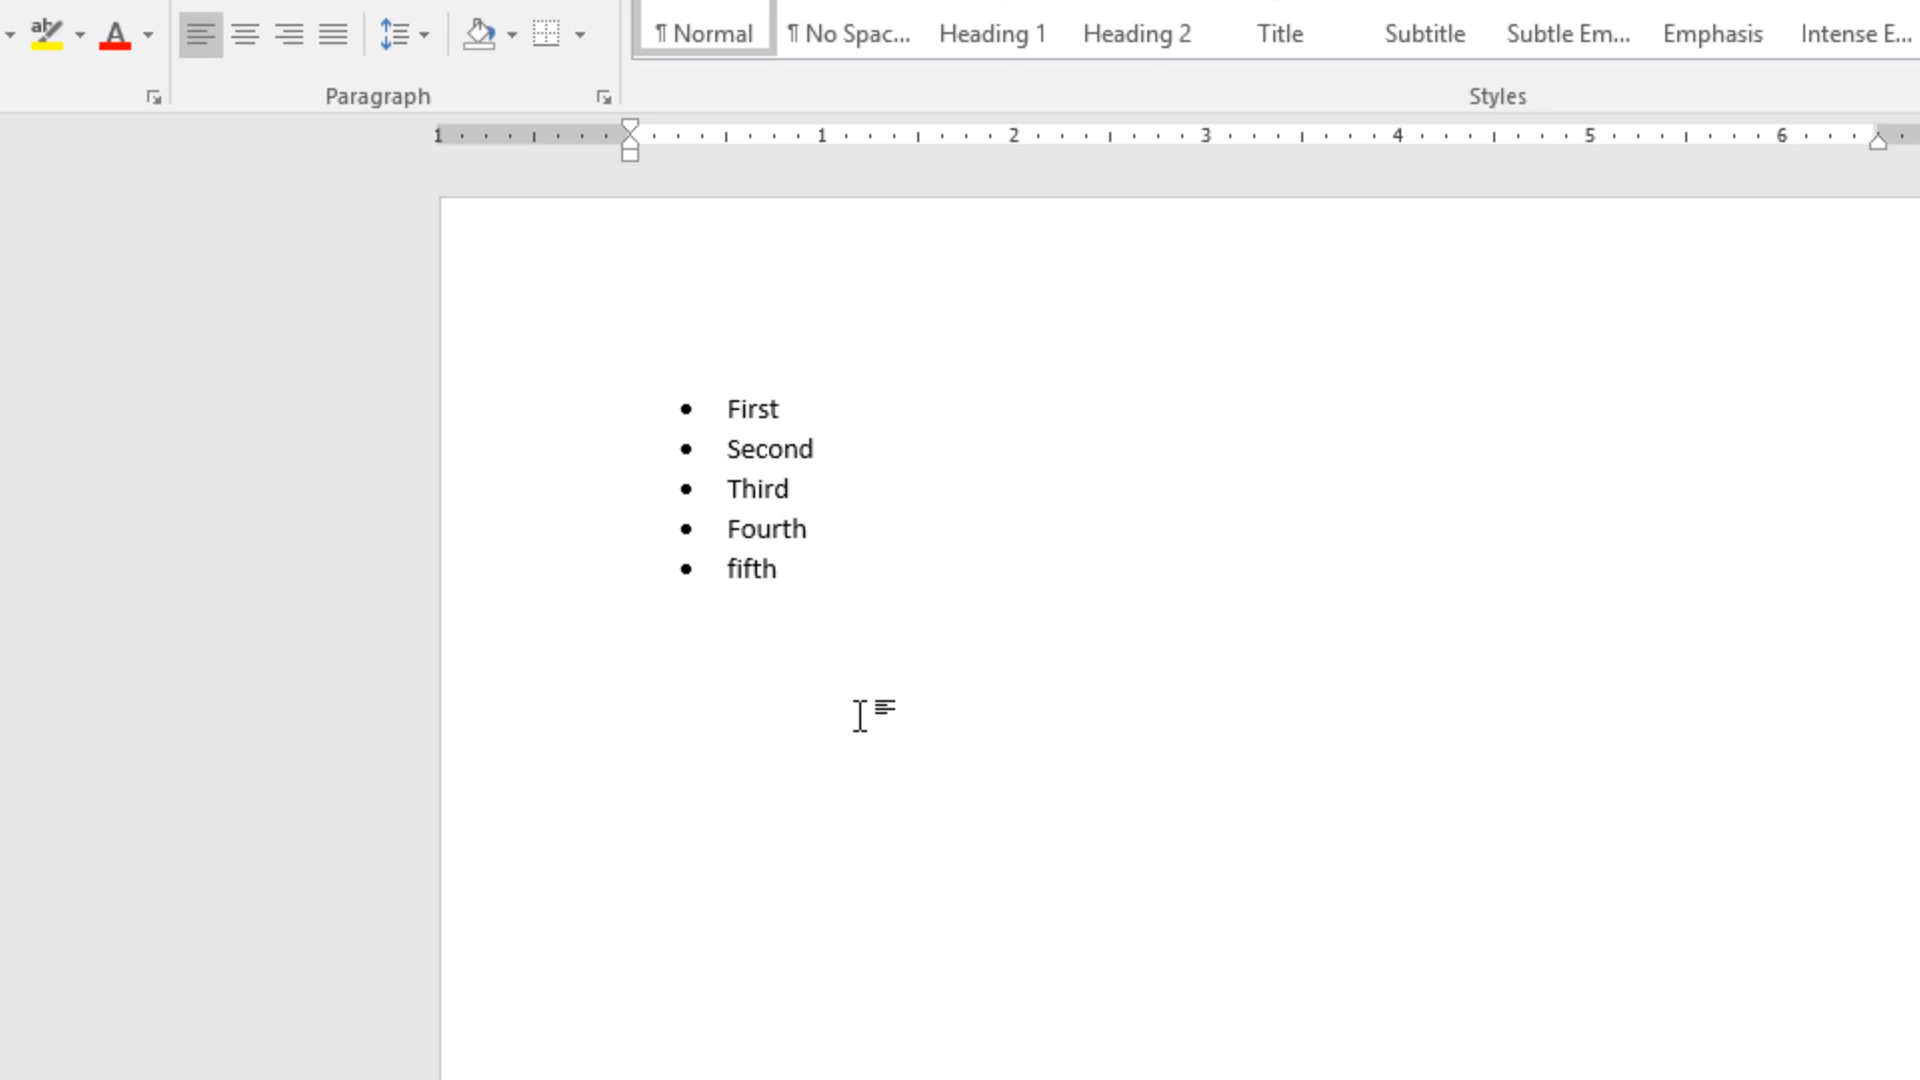 ¶ Normal ¶ No Spac... Heading 1 Heading 2 Title Subtitle Subtle Em... Emphasis Intense E...
Paragraph Styles
1 1 2 3 4 5 6
• First
• Second
• Third
• Fourth
• fifth